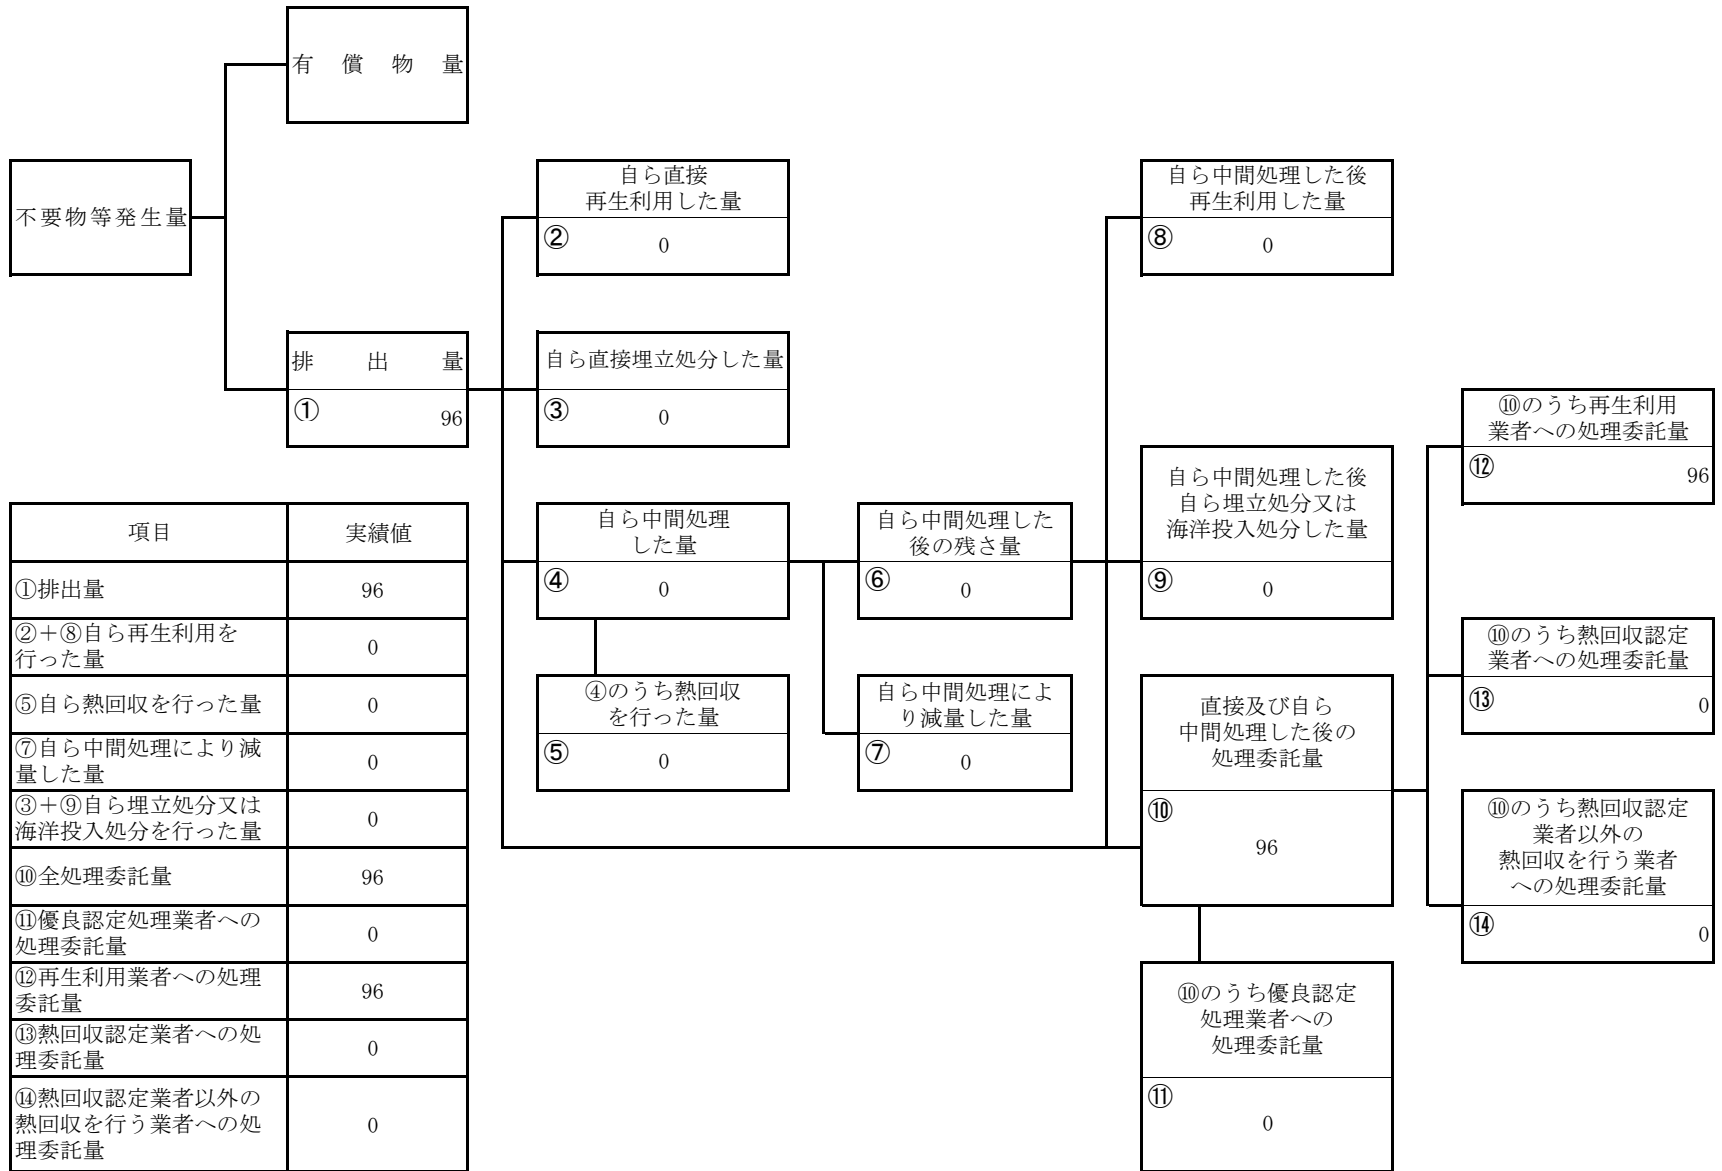 有償物量
不要物等発生量
排出量
①
96
自ら直接
再生利用した量
②
0
自ら直接埋立処分した量
③
0
自ら中間処理
した量
④
0
④のうち熱回収
を行った量
⑤
0
自ら中間処理した
後の残さ量
⑥
0
自ら中間処理によ
り減量した量
⑦
0
自ら中間処理した後
再生利用した量
⑧
0
自ら中間処理した後
自ら埋立処分又は
海洋投入処分した量
⑨
0
直接及び自ら
中間処理した後の
処理委託量
⑩
96
⑩のうち優良認定
処理業者への
処理委託量
⑪
0
⑩のうち再生利用
業者への処理委託量
⑫
96
⑩のうち熱回収認定
業者への処理委託量
⑬
0
⑩のうち熱回収認定
業者以外の
熱回収を行う業者
への処理委託量
⑭
0
項目 実績値
①排出量 96
②+⑧自ら再生利用を
行った量 0
⑤自ら熱回収を行った量 0
⑦自ら中間処理により減
量した量 0
③+⑨自ら埋立処分又は
海洋投入処分を行った量 0
⑩全処理委託量 96
⑪優良認定処理業者への
処理委託量 0
⑫再生利用業者への処理
委託量 96
⑬熱回収認定業者への処
理委託量 0
⑭熱回収認定業者以外の
熱回収を行う業者への処
理委託量 0